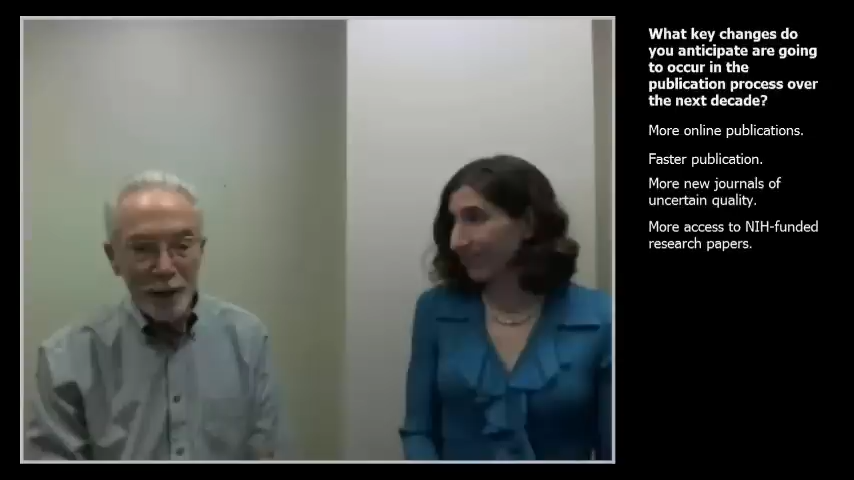 What key changes do
you anticipate are going
to occur in the
publication process over
the next decade?
More online publications.
Faster publication.
More new journals of
uncertain quality.
More access to NIH-funded
research papers.